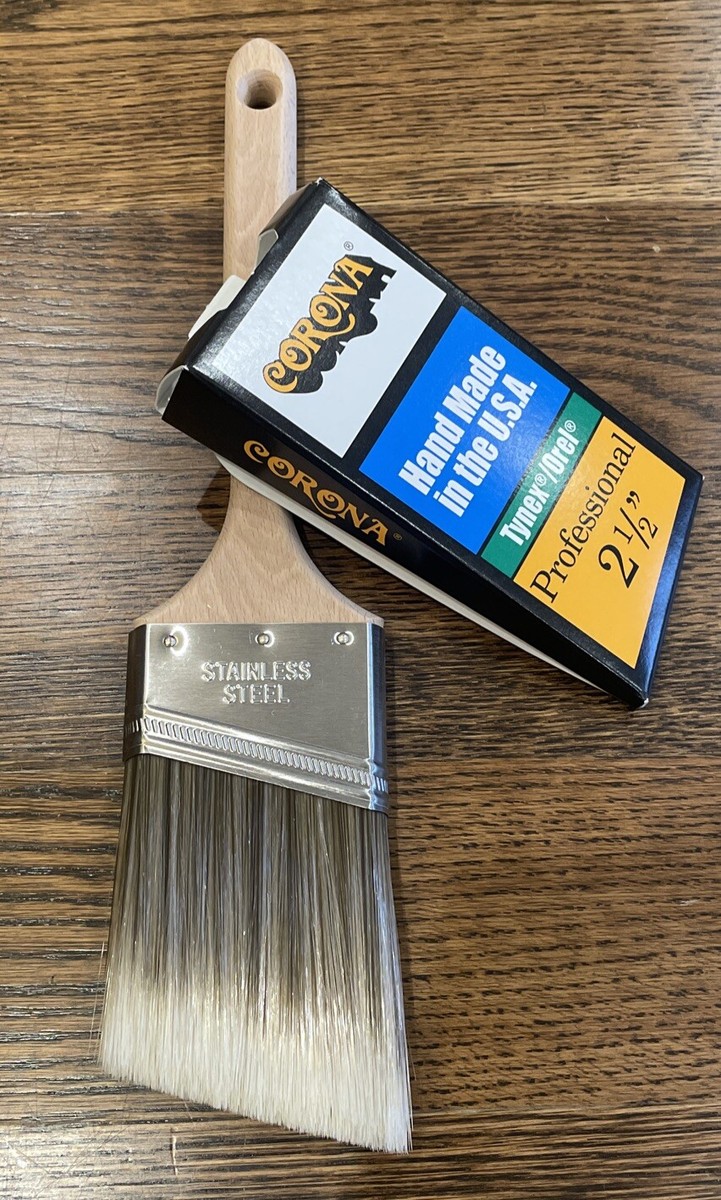 CORONA®
Hand Made
in the U.S.A.
Tynex®/Orel®
Professional
2 1/2”
CORONA®
STAINLESS
STEEL